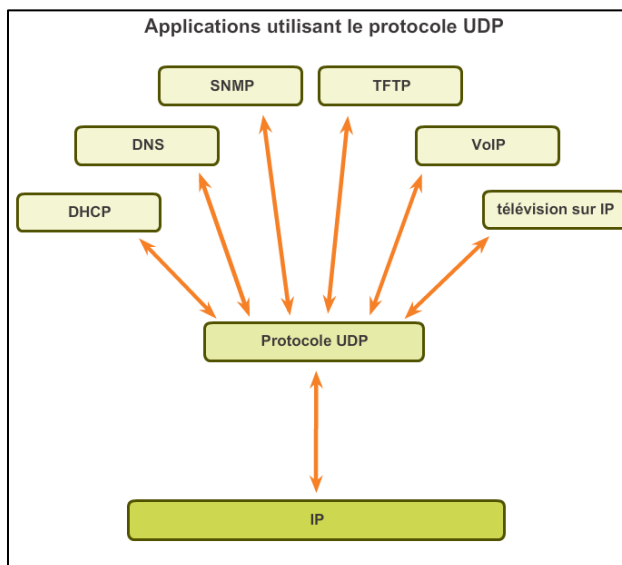 Applications utilisant le protocole UDP
SNMP
TFTP
DNS
VoIP
DHCP
télévision sur IP
Protocole UDP
IP